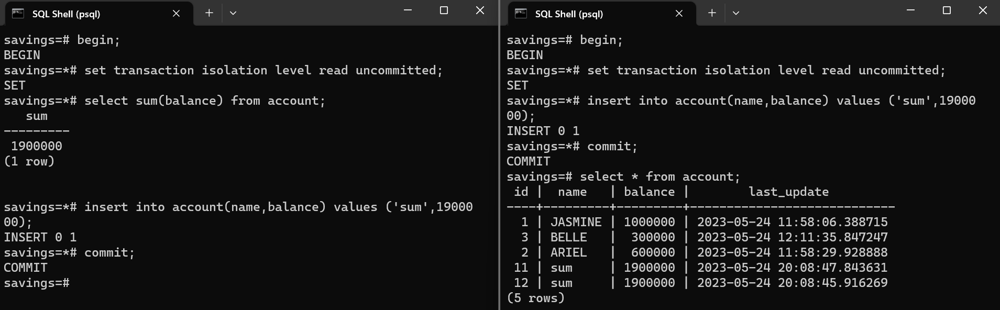 SQL Shell (psql)
savings=# begin;
BEGIN
savings=*# set transaction isolation level read uncommitted;
SET
savings=*# select sum(balance) from account;
   sum
---------
 1900000
(1 row)
savings=*# insert into account(name,balance) values ('sum',19000
00);
INSERT 0 1
savings=*# commit;
COMMIT
savings=#
SQL Shell (psql)
savings=# begin;
BEGIN
savings=*# set transaction isolation level read uncommitted;
SET
savings=*# insert into account(name,balance) values ('sum',19000
00);
INSERT 0 1
savings=*# commit;
COMMIT
savings=# select * from account;
 id |  name   | balance |        last_update
----+---------+---------+----------------------------
  1 | JASMINE | 1000000 | 2023-05-24 11:58:06.388715
  3 | BELLE   |  300000 | 2023-05-24 12:11:35.847247
  2 | ARIEL   |  600000 | 2023-05-24 11:58:29.928888
 11 | sum     | 1900000 | 2023-05-24 20:08:47.843631
 12 | sum     | 1900000 | 2023-05-24 20:08:45.916269
(5 rows)